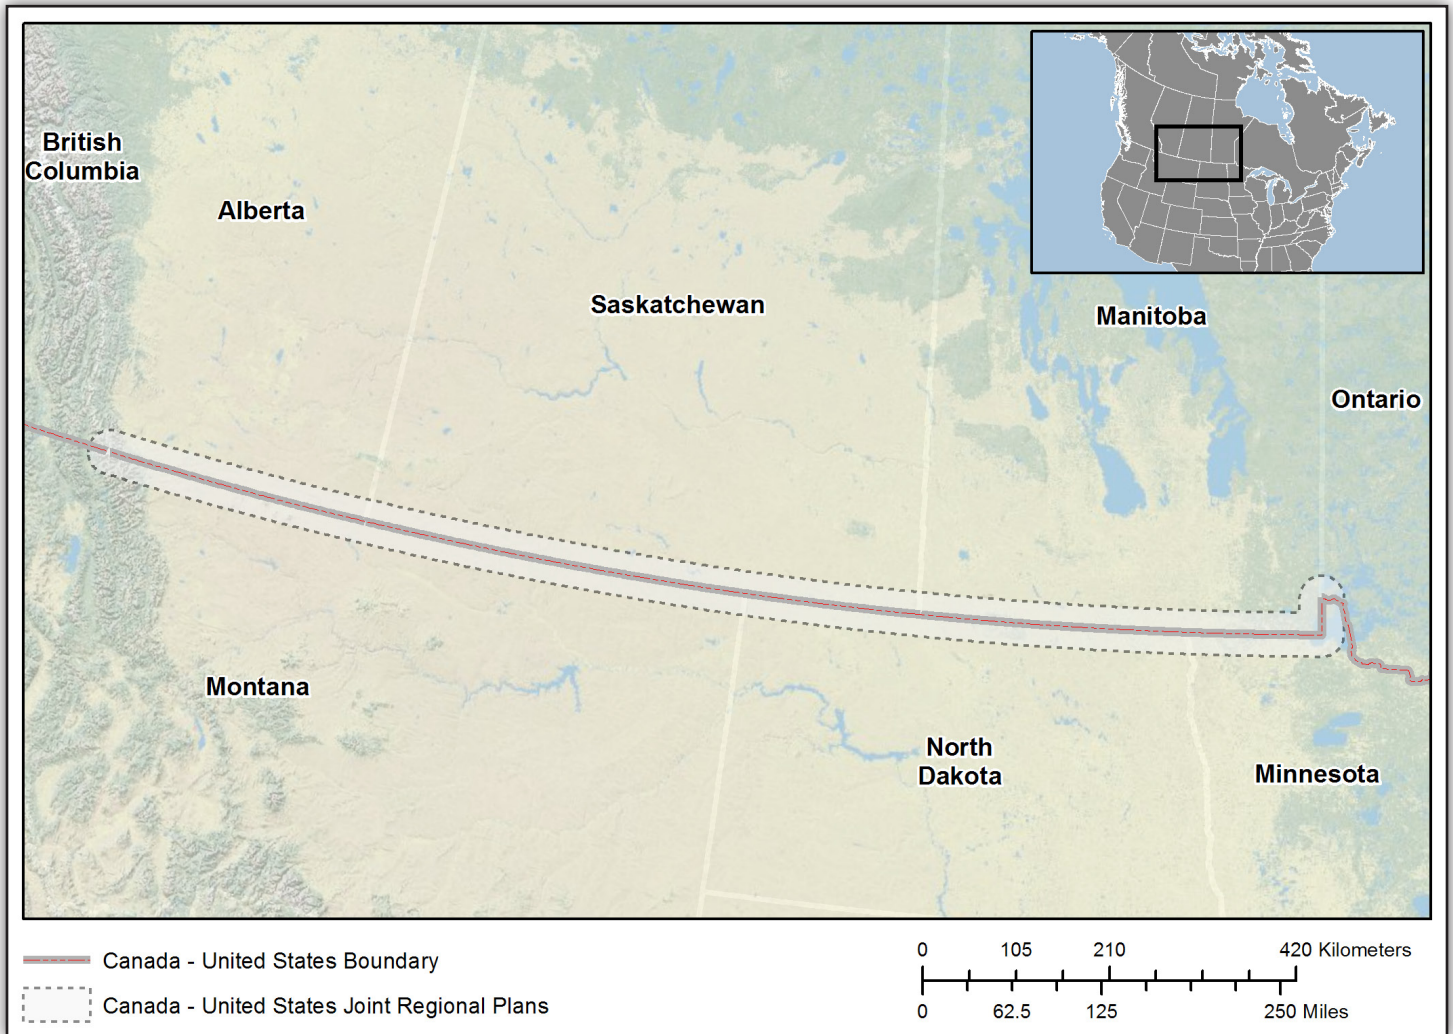 British
Columbia
Alberta
Saskatchewan
Manitoba
Ontario
Montana
North
Dakota
Minnesota
Canada - United States Boundary
Canada - United States Joint Regional Plans
0 105 210 420 Kilometers
0 62.5 125 250 Miles